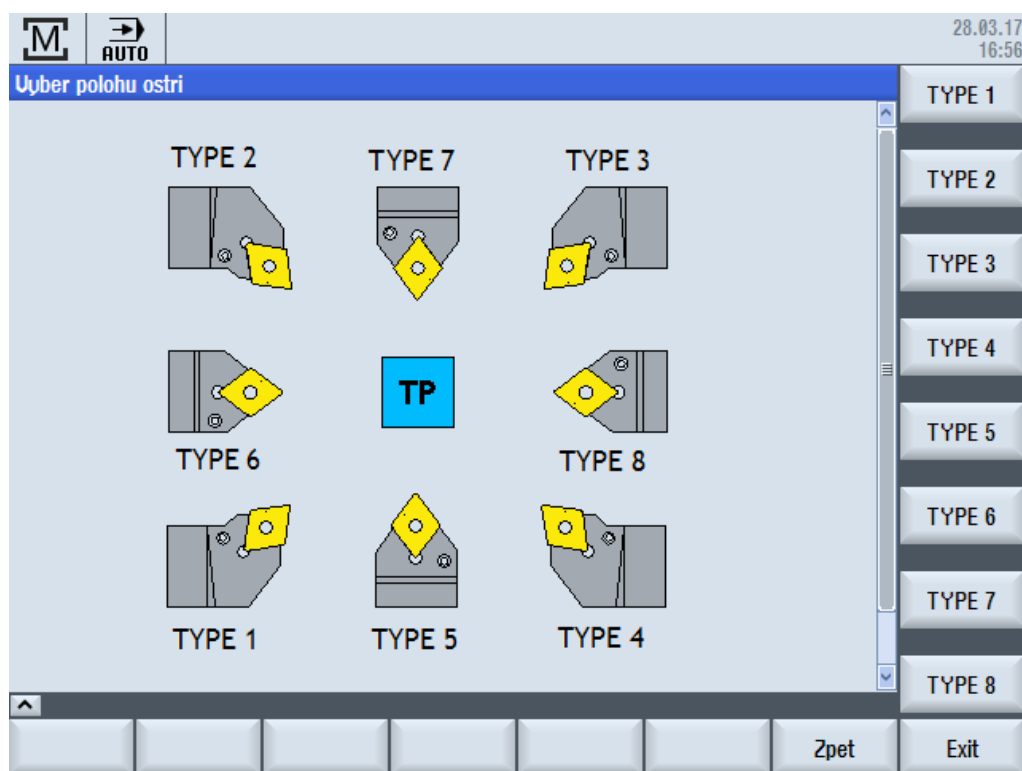 M AUTO 28.03.17
16:56
Vyber polohu ostri
TYPE 1
TYPE 2
TYPE 3
TYPE 4
TYPE 5
TYPE 6
TYPE 7
TYPE 8
TYPE 2 TYPE 7 TYPE 3
TP
TYPE 6 TYPE 8
TYPE 1 TYPE 5 TYPE 4
Zpet Exit